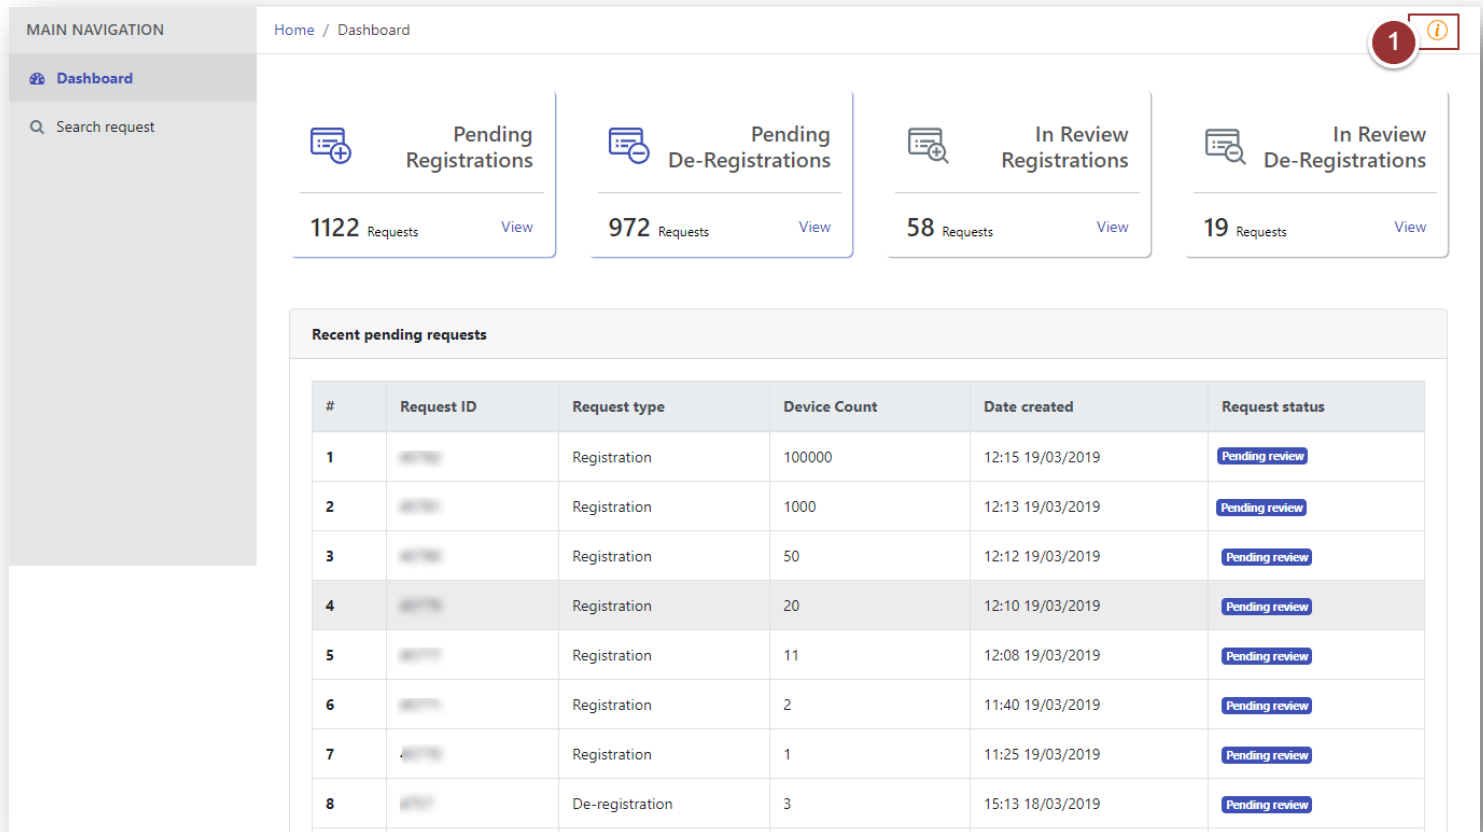 MAIN NAVIGATION
Home / Dashboard
1
i
Dashboard
Search request
Pending
Registrations
1122 Requests View
Pending
De-Registrations
972 Requests View
In Review
Registrations
58 Requests View
In Review
De-Registrations
19 Requests View
Recent pending requests
# Request ID Request type Device Count Date created Request status
1 Registration 100000 12:15 19/03/2019 Pending review
2 Registration 1000 12:13 19/03/2019 Pending review
3 Registration 50 12:12 19/03/2019 Pending review
4 Registration 20 12:10 19/03/2019 Pending review
5 Registration 11 12:08 19/03/2019 Pending review
6 Registration 2 11:40 19/03/2019 Pending review
7 Registration 1 11:25 19/03/2019 Pending review
8 De-registration 3 15:13 18/03/2019 Pending review